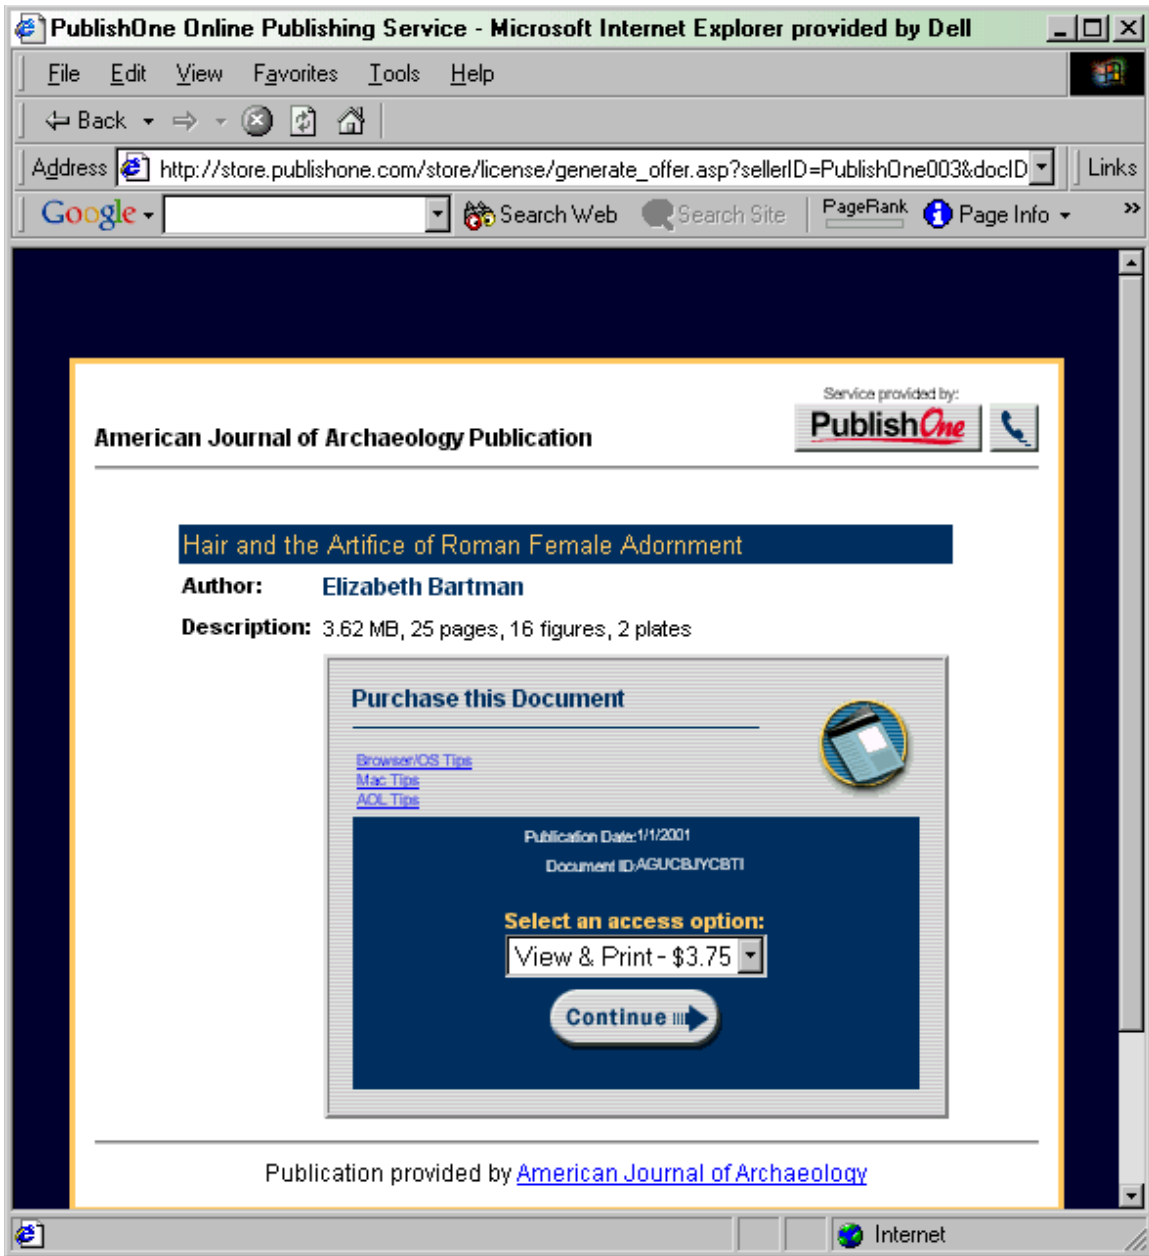 PublishOne Online Publishing Service - Microsoft Internet Explorer provided by Dell
File Edit View Favorites Tools Help
Back
Address http://store.publishone.com/store/license/generate_offer.asp?sellerID=PublishOne003&docID Links
Google Search Web Search Site PageRank Page Info »
Service provided by:
PublishOne
American Journal of Archaeology Publication
Hair and the Artifice of Roman Female Adornment
Author: Elizabeth Bartman
Description: 3.62 MB, 25 pages, 16 figures, 2 plates
Purchase this Document
Browser/OS Tips
Mac Tips
AOL Tips
Publication Date:1/1/2001
Document ID:AGUCBJYCBTI
Select an access option:
View & Print - $3.75
Continue
Publication provided by American Journal of Archaeology
Internet